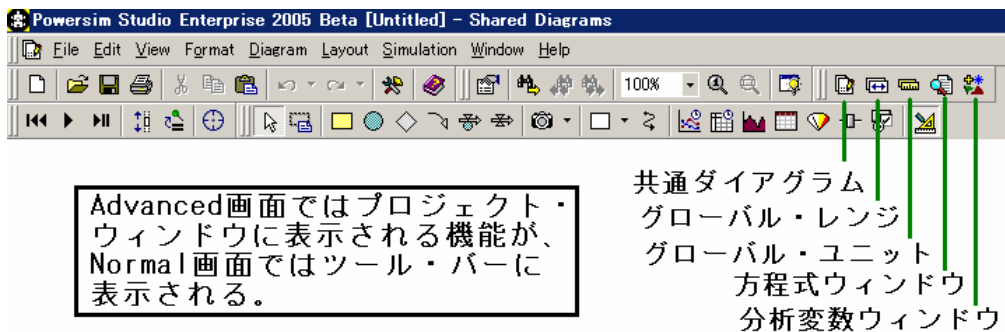 Powersim Studio Enterprise 2005 Beta [Untitled] - Shared Diagrams
File Edit View Format Diagram Layout Simulation Window Help
100%
Advanced画面ではプロジェクト・
ウィンドウに表示される機能が、
Normal画面ではツール・バーに
表示される。
共通ダイアグラム
グローバル・レンジ
グローバル・ユニット
方程式ウィンドウ
分析変数ウィンドウ